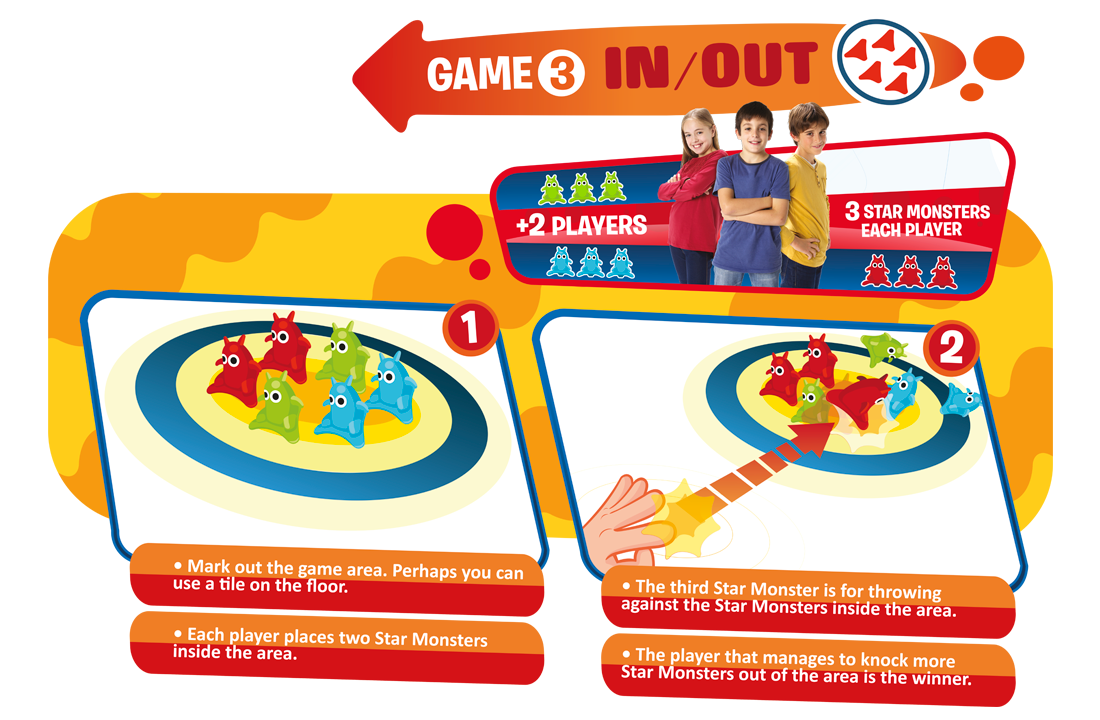 GAME 3 IN/OUT
+2 PLAYERS
3 STAR MONSTERS
EACH PLAYER
1
2
• Mark out the game area. Perhaps you can
use a tile on the floor.
• Each player places two Star Monsters
inside the area.
• The third Star Monster is for throwing
against the Star Monsters inside the area.
• The player that manages to knock more
Star Monsters out of the area is the winner.